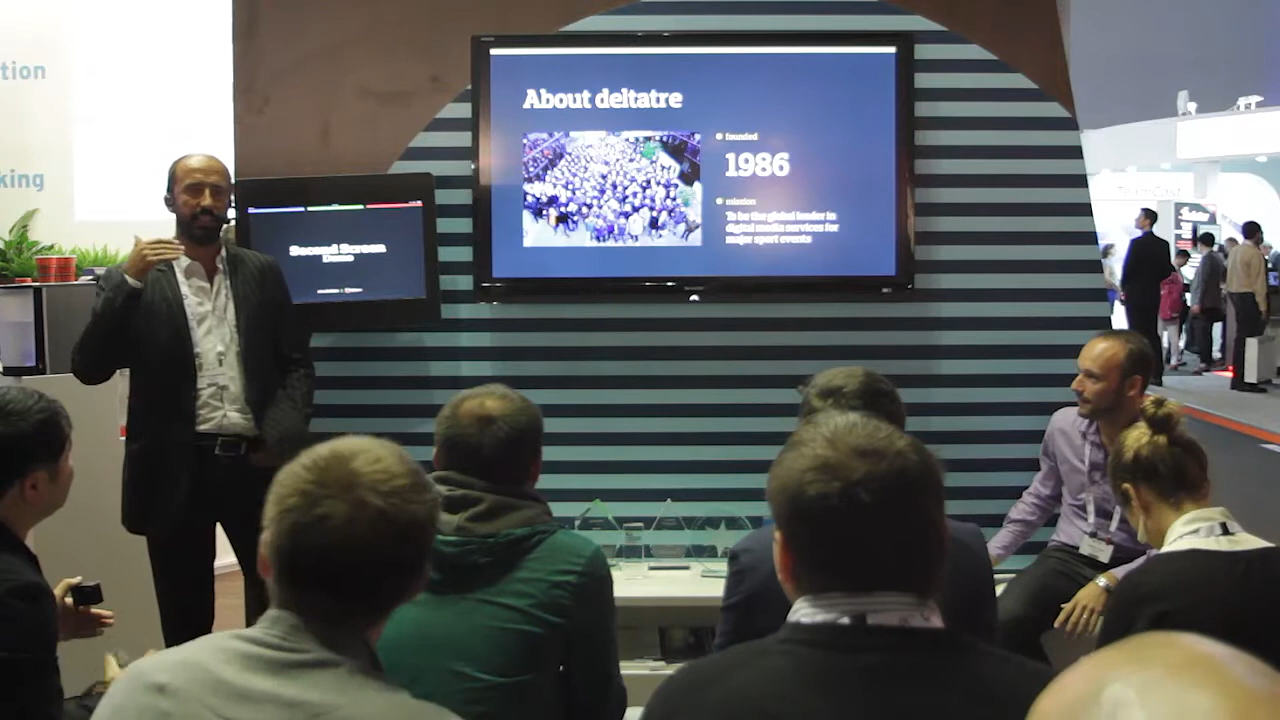 tion
king
About deltatre
founded
1986
mission
To be the global leader in
digital media services for
major sport events
Second Screen
Demo